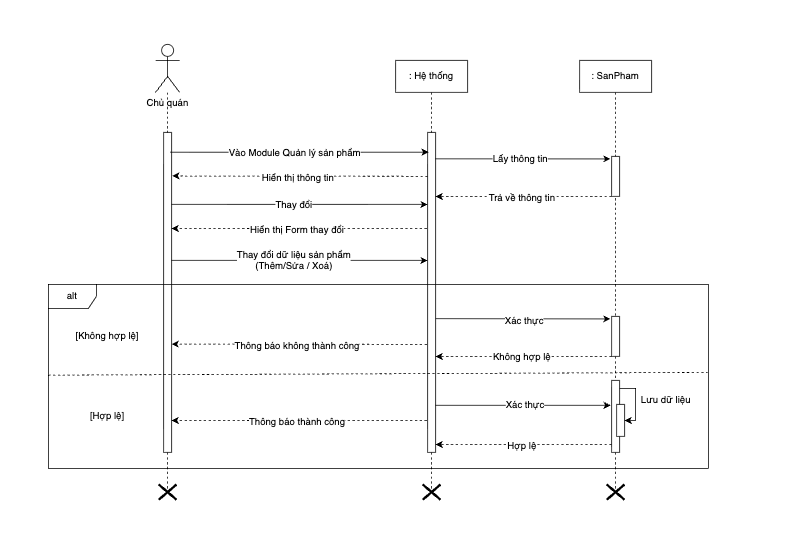 Chủ quán
: Hệ thống
: SanPham
Vào Module Quản lý sản phẩm
Lấy thông tin
Hiển thị thông tin
Trả về thông tin
Thay đổi
Hiển thị Form thay đổi
Thay đổi dữ liệu sản phẩm
(Thêm/Sửa / Xoá)
alt
[Không hợp lệ]
Xác thực
Thông báo không thành công
Không hợp lệ
[Hợp lệ]
Lưu dữ liệu
Xác thực
Thông báo thành công
Hợp lệ